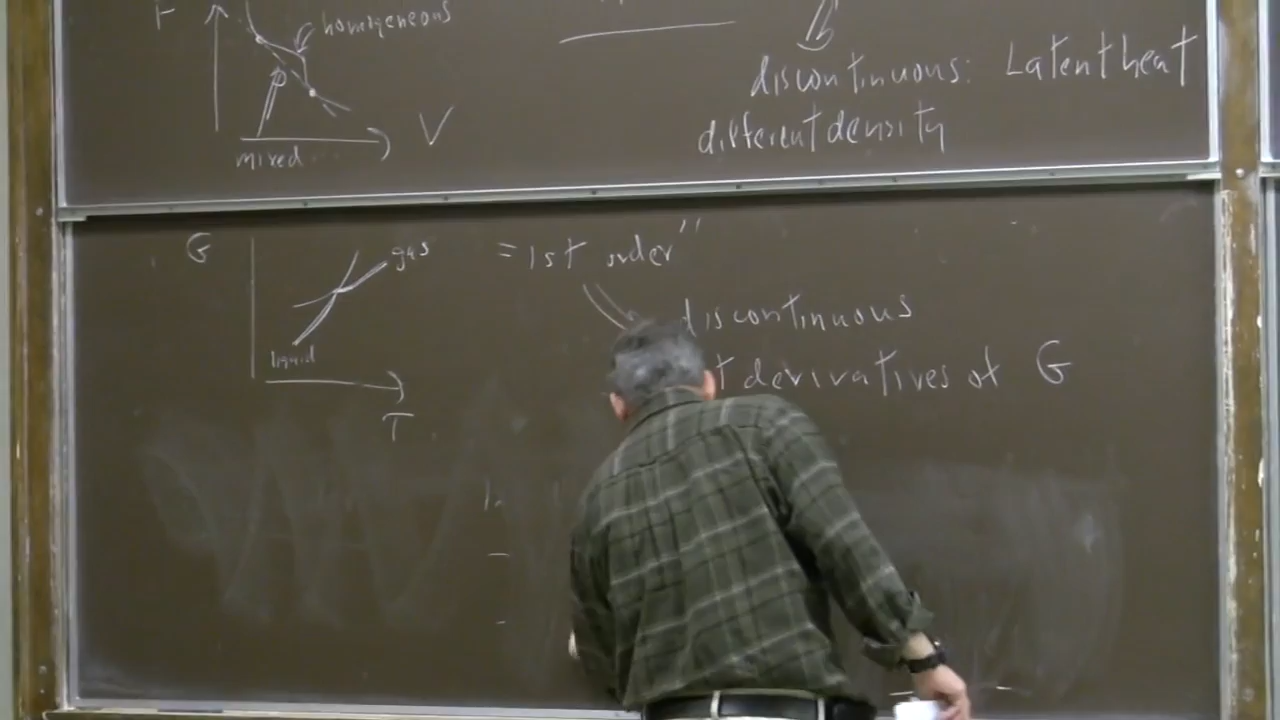 F
homogeneous
V
mixed
discontinuous: Latent heat
different density
G
gas
liquid
T
= 1st order"
discontinuous
derivatives of G